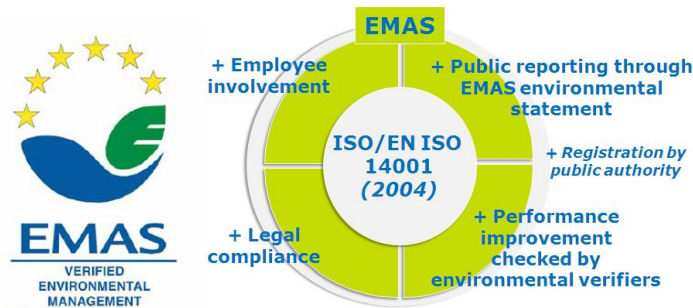 EMAS
VERIFIED
ENVIRONMENTAL
MANAGEMENT
EMAS
+ Employee
involvement
+ Public reporting through
EMAS environmental
statement
ISO/EN ISO
14001
(2004)
+ Registration by
public authority
+ Legal
compliance
+ Performance
improvement
checked by
environmental verifiers